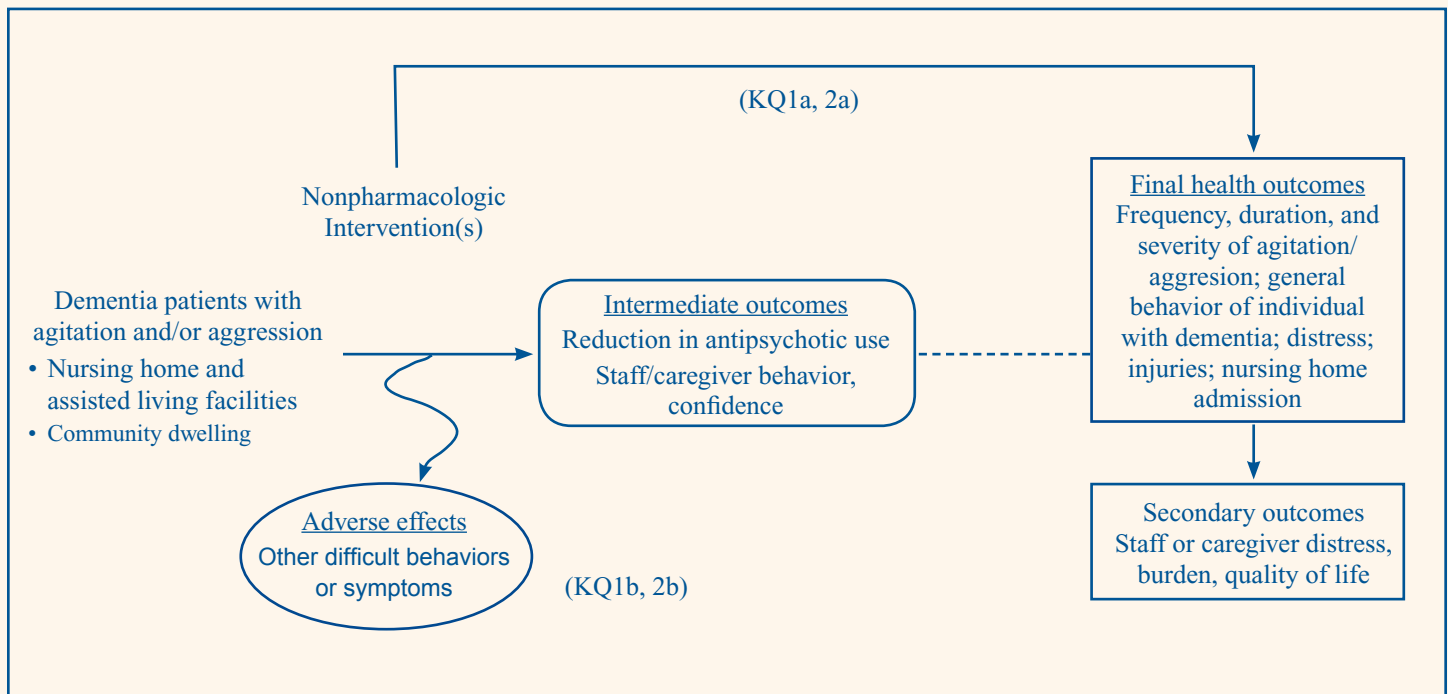 (KQ1a, 2a)
Nonpharmacologic
Intervention(s)
Dementia patients with
agitation and/or aggression
• Nursing home and
assisted living facilities
• Community dwelling
Intermediate outcomes
Reduction in antipsychotic use
Staff/caregiver behavior,
confidence
Final health outcomes
Frequency, duration, and
severity of agitation/
aggresion; general
behavior of individual
with dementia; distress;
injuries; nursing home
admission
Adverse effects
Other difficult behaviors
or symptoms
(KQ1b, 2b)
Secondary outcomes
Staff or caregiver distress,
burden, quality of life